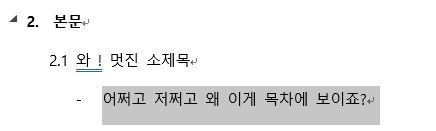 2. 본문
2.1 와 ! 멋진 소제목
- 어쩌고 저쩌고 왜 이게 목차에 보이죠?